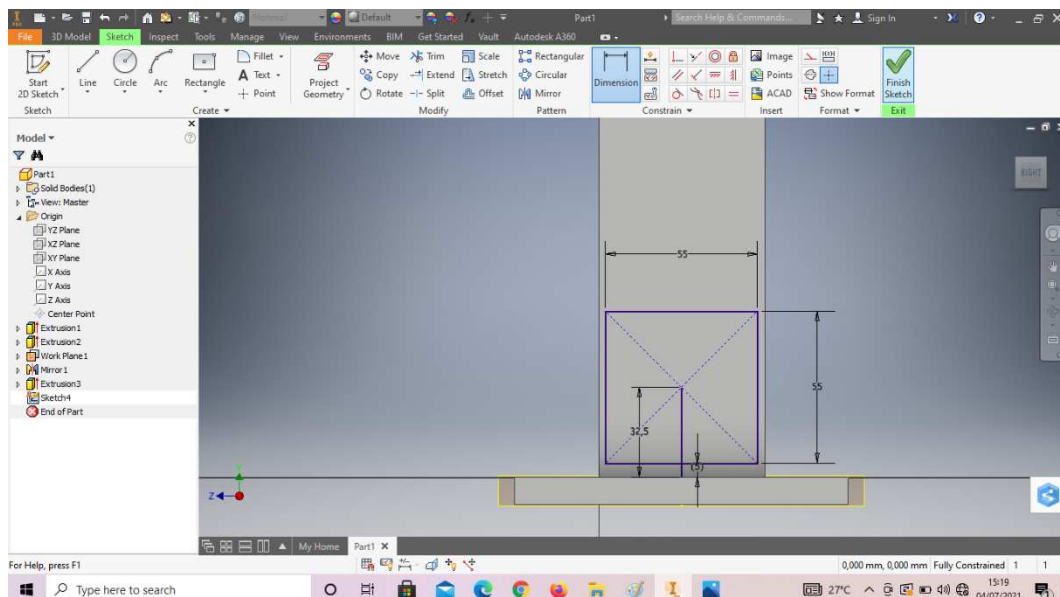 Material Default Part1 Search Help & Commands... Sign In
File 3D Model Sketch Inspect Tools Manage View Environments BIM Get Started Vault Autodesk A360
Start 2D Sketch Line Circle Arc Rectangle Fillet Text Point Project Geometry Move Trim Scale Copy Extend Stretch Rotate Split Offset Rectangular Circular Mirror Dimension Image Points ACAD Show Format Finish Sketch
Sketch Create Modify Pattern Constrain Insert Format Exit
Model
Part1
Solid Bodies(1)
View: Master
Origin
YZ Plane
XZ Plane
XY Plane
X Axis
Y Axis
Z Axis
Center Point
Extrusion1
Extrusion2
Work Plane1
Mirror1
Extrusion3
Sketch4
End of Part
RIGHT
55
55
32,5
(5)
Y
Z
My Home Part1
For Help, press F1 0,000 mm, 0,000 mm Fully Constrained 1 1
Type here to search 27°C 15:19
04/07/2021